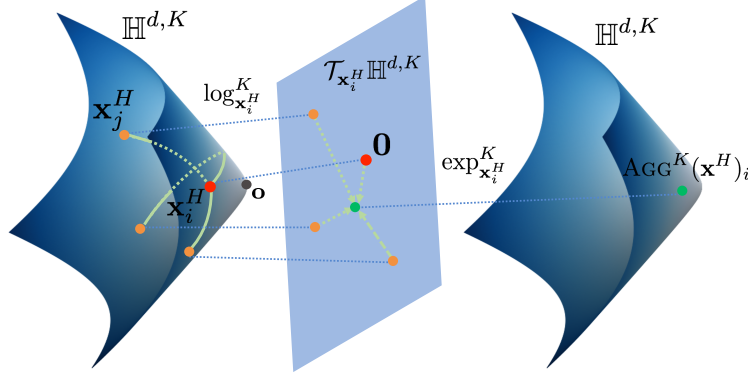 ℍ^{d,K}
log^K_{𝐱_i^H}
𝐱_j^H
𝐱_i^H
𝐨
𝒯_{𝐱_i^H}ℍ^{d,K}
𝟎
exp^K_{𝐱_i^H}
ℍ^{d,K}
AGG^K(𝐱^H)_i